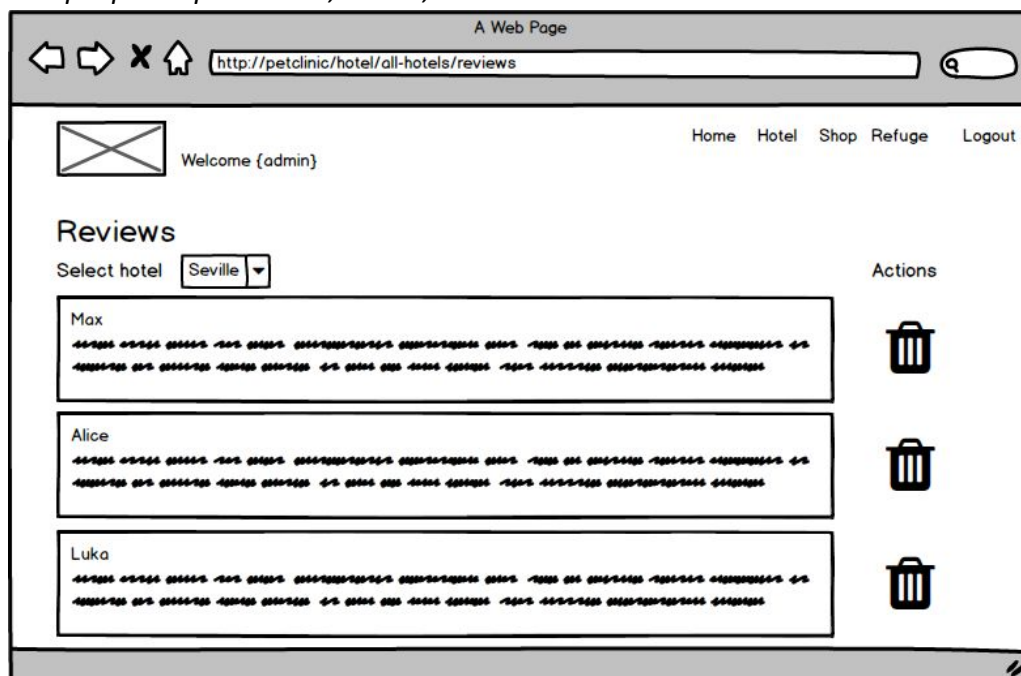 A Web Page
http://petclinic/hotel/all-hotels/reviews
Home Hotel Shop Refuge Logout
Welcome {admin}
Reviews
Select hotel Seville Actions
Max
Alice
Luka